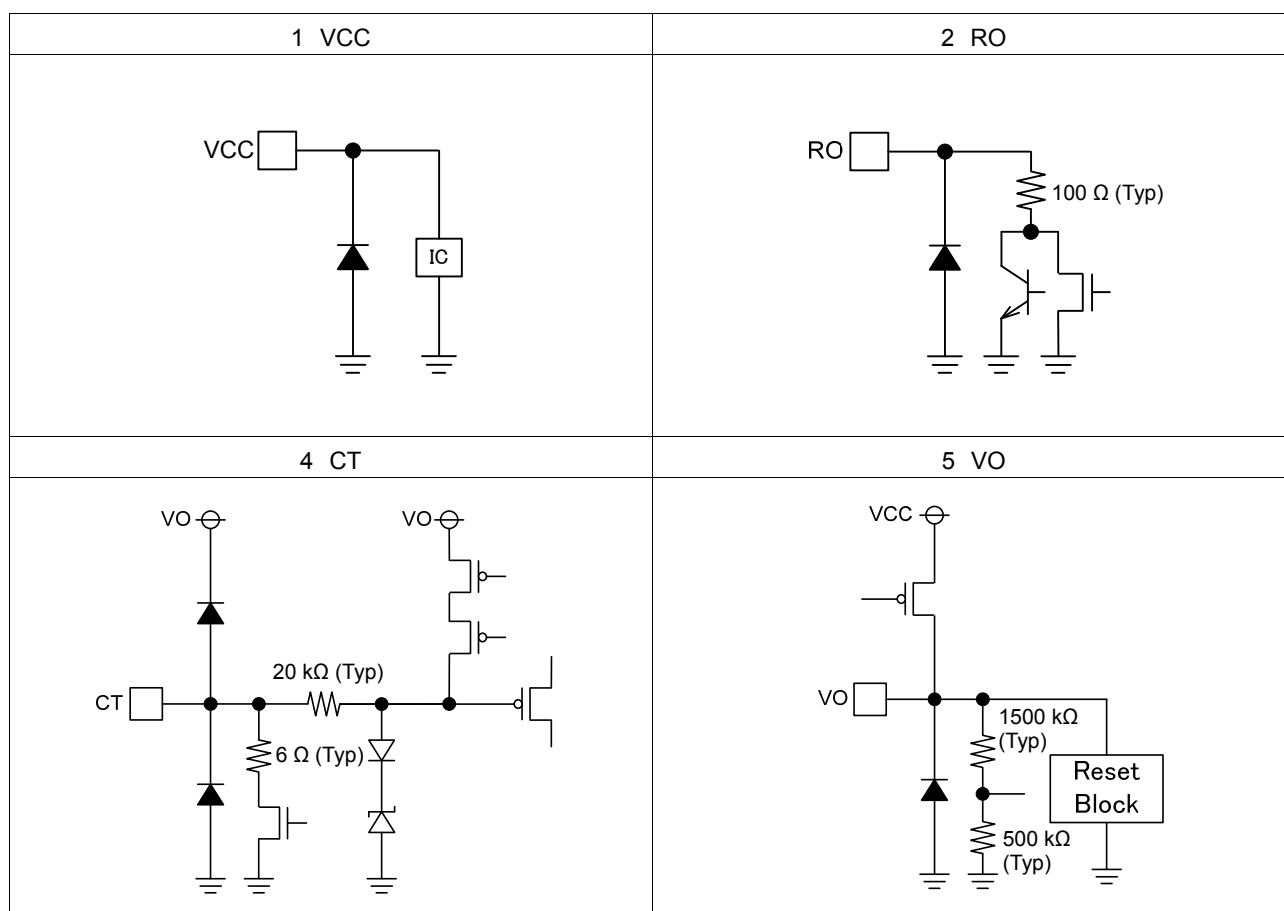 1 VCC
2 RO
VCC
IC
RO
100 Ω (Typ)
4 CT
5 VO
VO
VO
20 kΩ (Typ)
CT
6 Ω (Typ)
VCC
VO
1500 kΩ
(Typ)
Reset
Block
500 kΩ
(Typ)